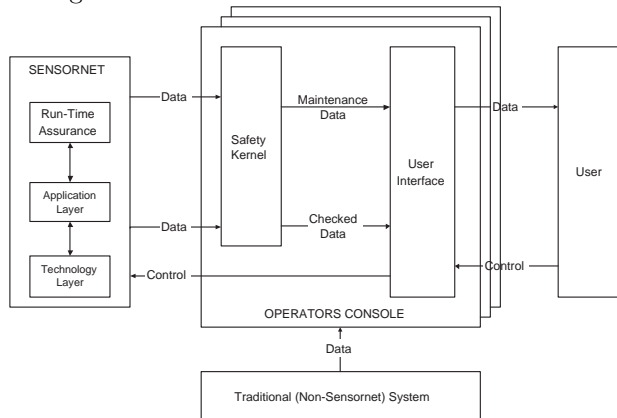 SENSORNET
Run-Time
Assurance
Application
Layer
Technology
Layer
Data
Data
Control
Safety
Kernel
Maintenance
Data
Checked
Data
User
Interface
OPERATORS CONSOLE
Data
Control
User
Data
Traditional (Non-Sensornet) System